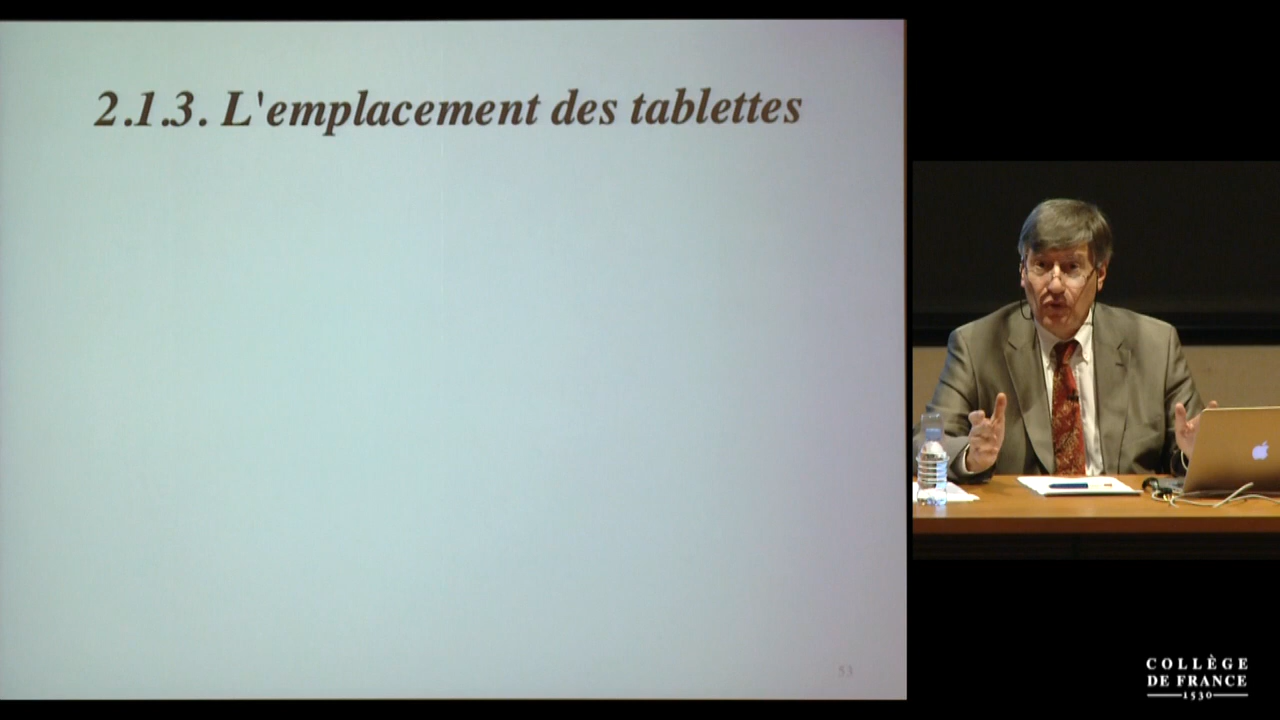 2.1.3. L'emplacement des tablettes
53
COLLÈGE
DE FRANCE
1530